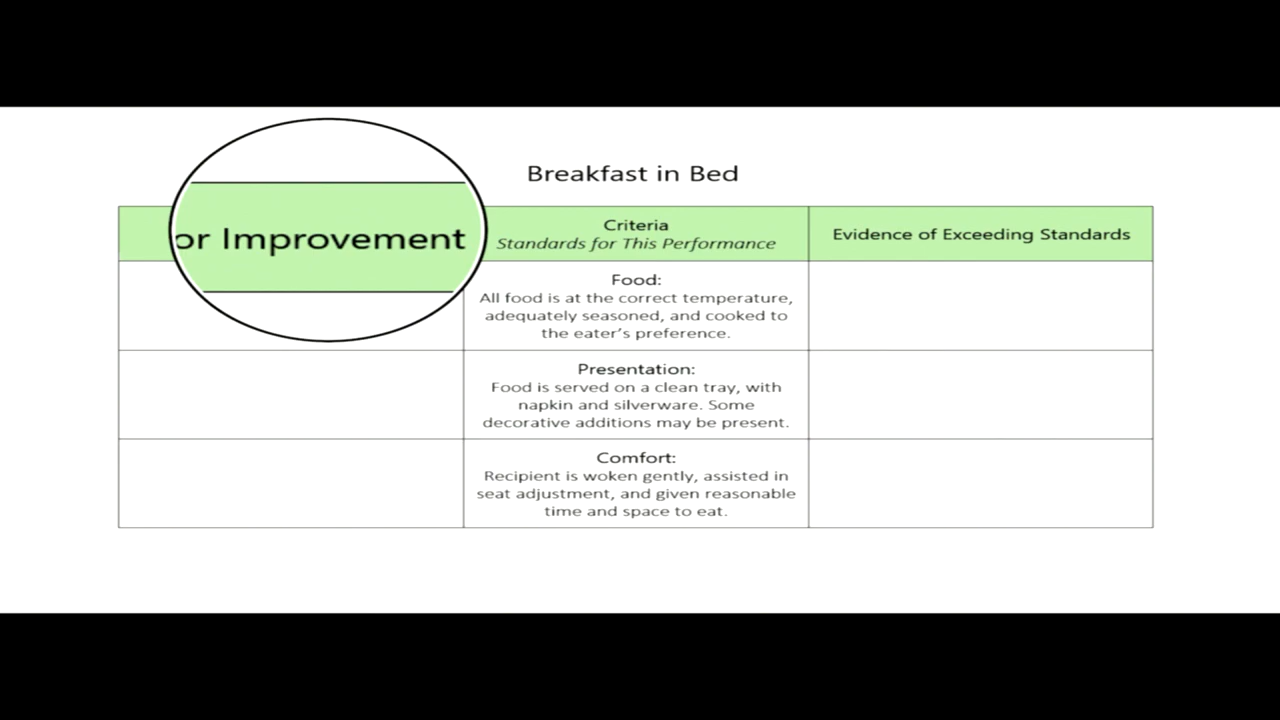 Breakfast in Bed
or Improvement
Criteria
Standards for This Performance
Evidence of Exceeding Standards
Food:
All food is at the correct temperature,
adequately seasoned, and cooked to
the eater’s preference.
Presentation:
Food is served on a clean tray, with
napkin and silverware. Some
decorative additions may be present.
Comfort:
Recipient is woken gently, assisted in
seat adjustment, and given reasonable
time and space to eat.